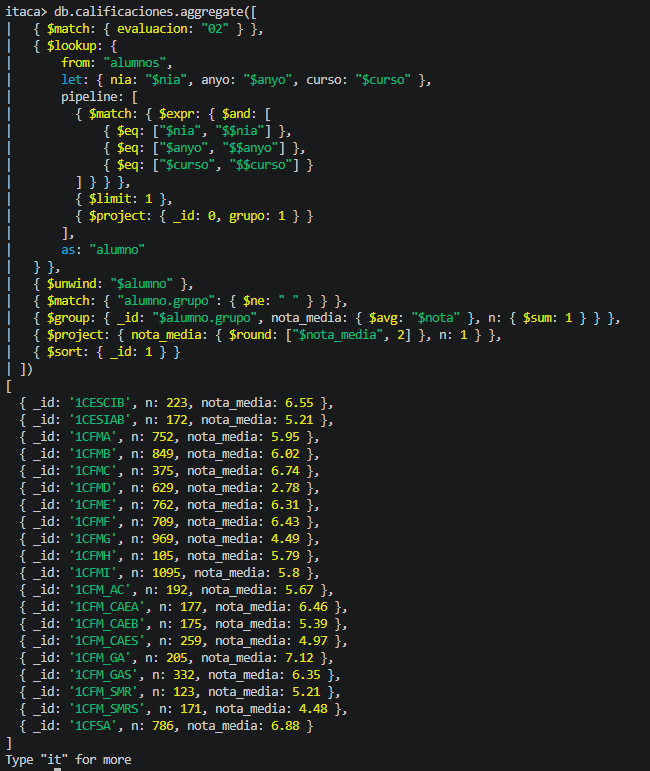 itaca> db.calificaciones.aggregate([
|   { $match: { evaluacion: "02" } },
|   { $lookup: {
|       from: "alumnos",
|       let: { nia: "$nia", anyo: "$anyo", curso: "$curso" },
|       pipeline: [
|         { $match: { $expr: { $and: [
|             { $eq: ["$nia", "$$nia"] },
|             { $eq: ["$anyo", "$$anyo"] },
|             { $eq: ["$curso", "$$curso"] }
|         ] } } },
|         { $limit: 1 },
|         { $project: { _id: 0, grupo: 1 } }
|       ],
|       as: "alumno"
|   } },
|   { $unwind: "$alumno" },
|   { $match: { "alumno.grupo": { $ne: " " } } },
|   { $group: { _id: "$alumno.grupo", nota_media: { $avg: "$nota" }, n: { $sum: 1 } } },
|   { $project: { nota_media: { $round: ["$nota_media", 2] }, n: 1 } },
|   { $sort: { _id: 1 } }
| ])
[
  { _id: '1CESCIB', n: 223, nota_media: 6.55 },
  { _id: '1CESIAB', n: 172, nota_media: 5.21 },
  { _id: '1CFMA', n: 752, nota_media: 5.95 },
  { _id: '1CFMB', n: 849, nota_media: 6.02 },
  { _id: '1CFMC', n: 375, nota_media: 6.74 },
  { _id: '1CFMD', n: 629, nota_media: 2.78 },
  { _id: '1CFME', n: 762, nota_media: 6.31 },
  { _id: '1CFMF', n: 709, nota_media: 6.43 },
  { _id: '1CFMG', n: 969, nota_media: 4.49 },
  { _id: '1CFMH', n: 105, nota_media: 5.79 },
  { _id: '1CFMI', n: 1095, nota_media: 5.8 },
  { _id: '1CFM_AC', n: 192, nota_media: 5.67 },
  { _id: '1CFM_CAEA', n: 177, nota_media: 6.46 },
  { _id: '1CFM_CAEB', n: 175, nota_media: 5.39 },
  { _id: '1CFM_CAES', n: 259, nota_media: 4.97 },
  { _id: '1CFM_GA', n: 205, nota_media: 7.12 },
  { _id: '1CFM_GAS', n: 332, nota_media: 6.35 },
  { _id: '1CFM_SMR', n: 123, nota_media: 5.21 },
  { _id: '1CFM_SMRS', n: 171, nota_media: 4.48 },
  { _id: '1CFSA', n: 786, nota_media: 6.88 }
]
Type "it" for more